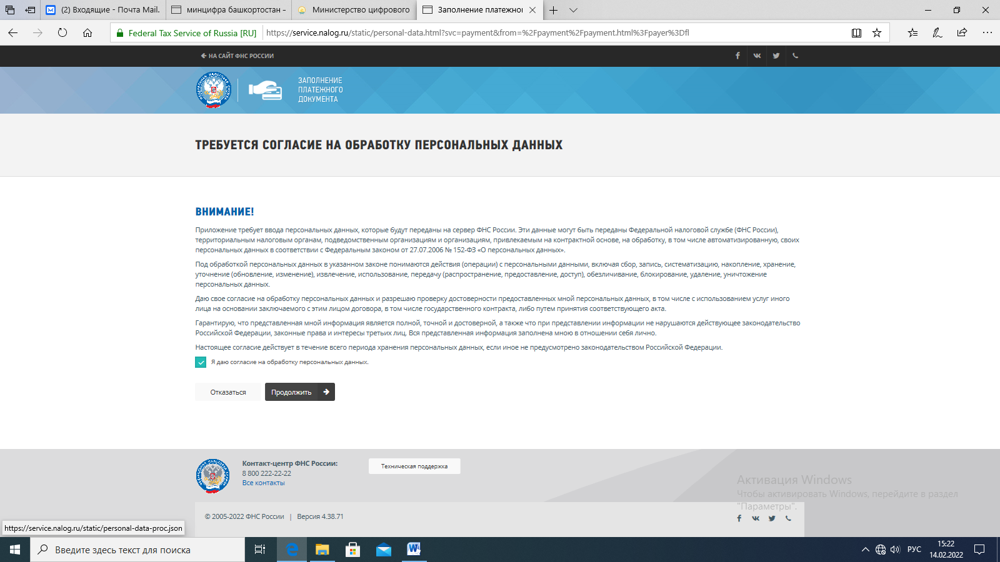 (2) Входящие - Почта Mail.
минцифра башкортостан –
Министерство цифрового
Заполнение платежног
Federal Tax Service of Russia [RU]
https://service.nalog.ru/static/personal-data.html?svc=payment&from=%2Fpayment%2Fpayment.html%3Fpayer%3Dfl
НА САЙТ ФНС РОССИИ
ЗАПОЛНЕНИЕ
ПЛАТЕЖНОГО
ДОКУМЕНТА
ТРЕБУЕТСЯ СОГЛАСИЕ НА ОБРАБОТКУ ПЕРСОНАЛЬНЫХ ДАННЫХ
ВНИМАНИЕ!
Приложение требует ввода персональных данных, которые будут переданы на сервер ФНС России. Эти данные могут быть переданы Федеральной налоговой службе (ФНС России),
территориальным налоговым органам, подведомственным организациям и организациям, привлекаемым на контрактной основе, на обработку, в том числе автоматизированную, своих
персональных данных в соответствии с Федеральным законом от 27.07.2006 № 152-ФЗ «О персональных данных».
Под обработкой персональных данных в указанном законе понимаются действия (операции) с персональными данными, включая сбор, запись, систематизацию, накопление, хранение,
уточнение (обновление, изменение), извлечение, использование, передачу (распространение, предоставление, доступ), обезличивание, блокирование, удаление, уничтожение
персональных данных.
Даю свое согласие на обработку персональных данных и разрешаю проверку достоверности предоставленных мной персональных данных, в том числе с использованием услуг иного
лица на основании заключаемого с этим лицом договора, в том числе государственного контракта, либо путем принятия соответствующего акта.
Гарантирую, что представленная мной информация является полной, точной и достоверной, а также что при представлении информации не нарушаются действующее законодательство
Российской Федерации, законные права и интересы третьих лиц. Вся представленная информация заполнена мною в отношении себя лично.
Настоящее согласие действует в течение всего периода хранения персональных данных, если иное не предусмотрено законодательством Российской Федерации.
Я даю согласие на обработку персональных данных.
Отказаться
Продолжить
Контакт-центр ФНС России:
8 800 222-22-22
Все контакты
Техническая поддержка
Активация Windows
Чтобы активировать Windows, перейдите в раздел
"Параметры".
© 2005-2022 ФНС России | Версия 4.38.71
https://service.nalog.ru/static/personal-data-proc.json
Введите здесь текст для поиска
РУС
15:22
14.02.2022